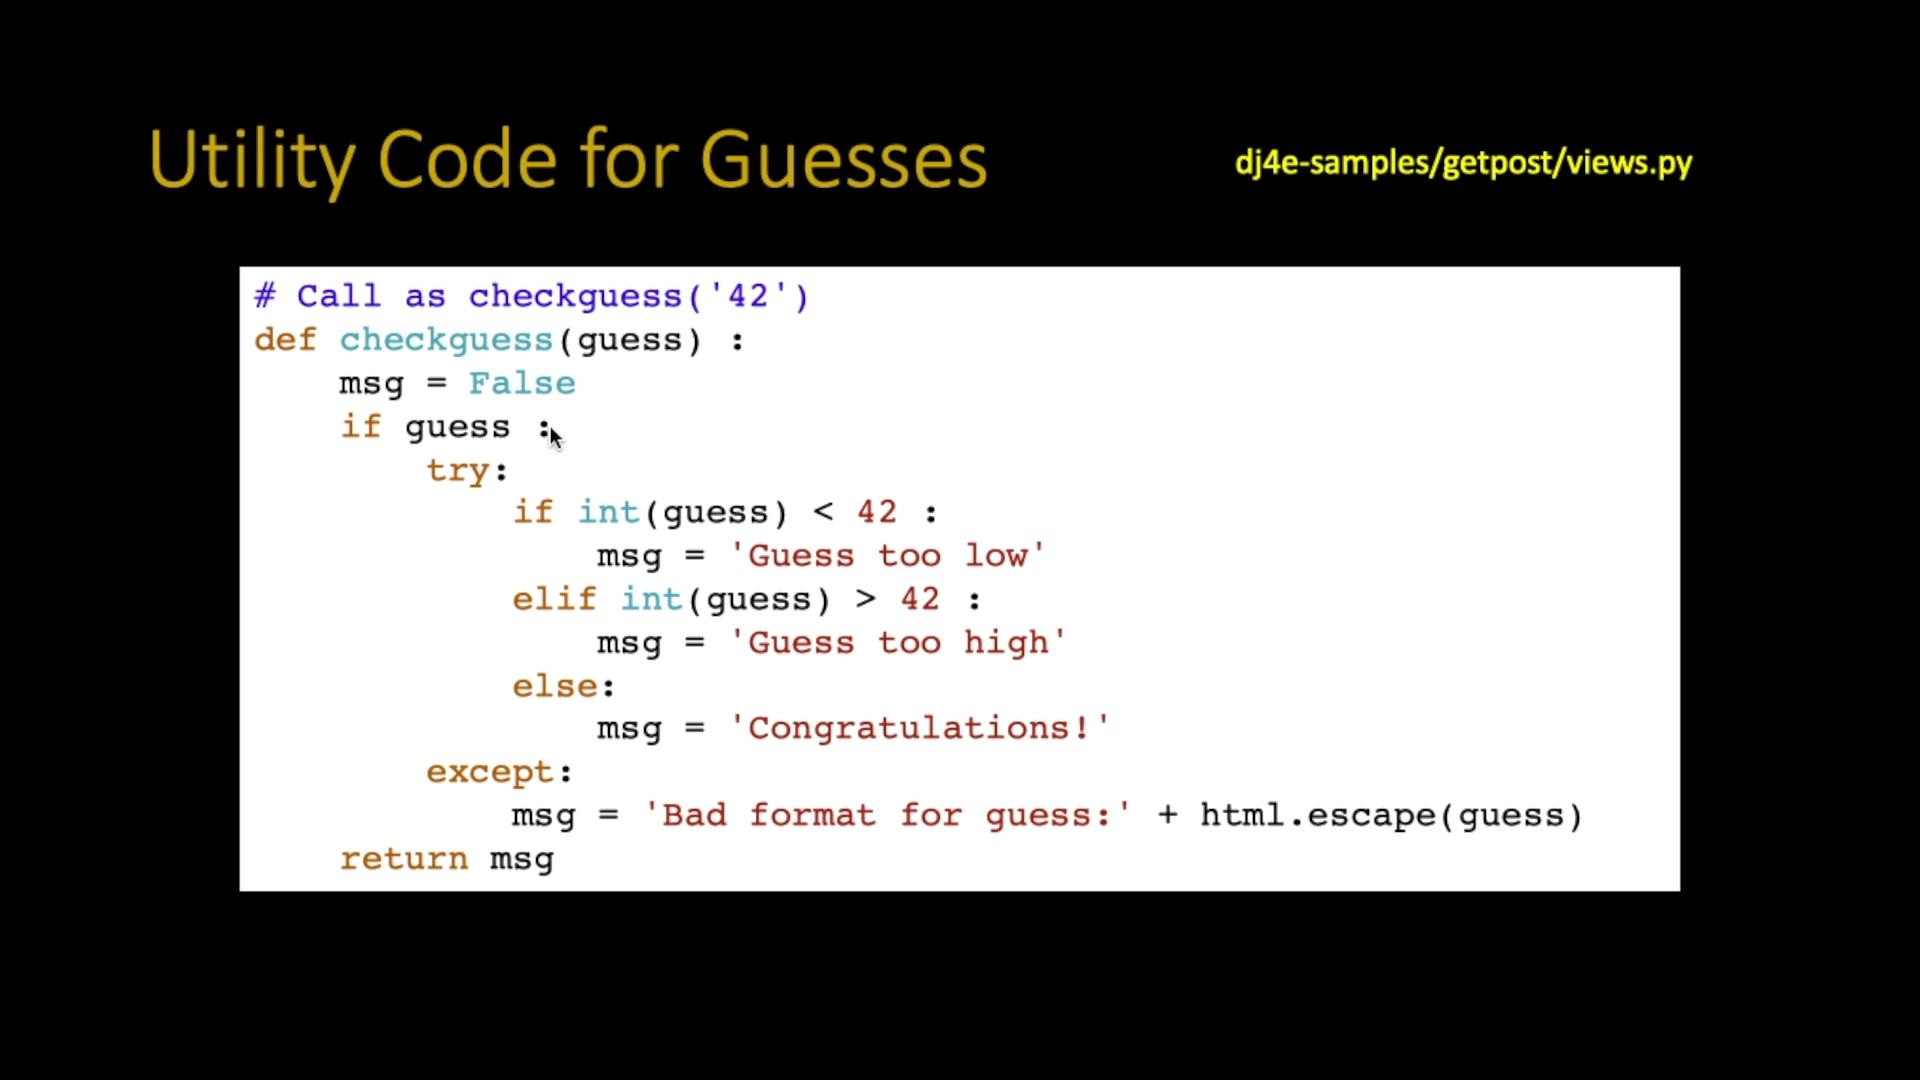 Utility Code for Guesses
dj4e-samples/getpost/views.py
# Call as checkguess('42')
def checkguess(guess) :
    msg = False
    if guess :
        try:
            if int(guess) < 42 :
                msg = 'Guess too low'
            elif int(guess) > 42 :
                msg = 'Guess too high'
            else:
                msg = 'Congratulations!'
        except:
            msg = 'Bad format for guess:' + html.escape(guess)
    return msg